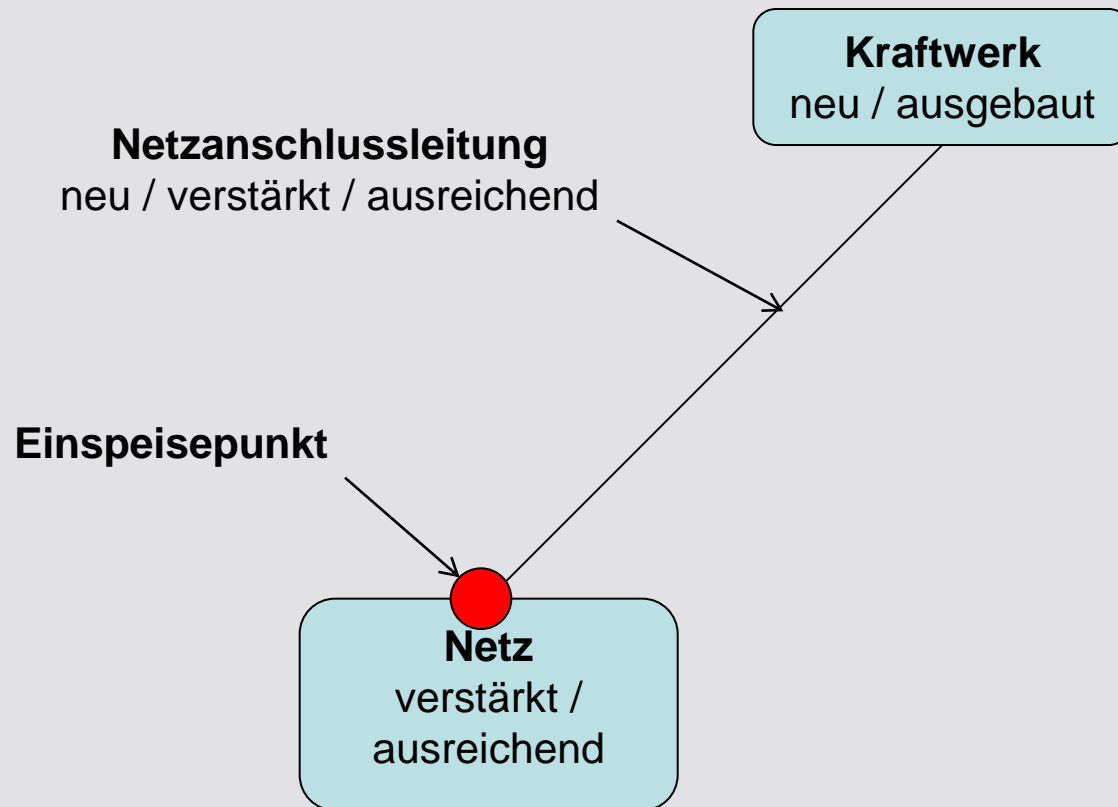 Kraftwerk
neu / ausgebaut
Netzanschlussleitung
neu / verstärkt / ausreichend
Einspeisepunkt
Netz
verstärkt /
ausreichend